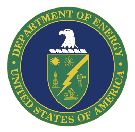 DEPARTMENT OF ENERGY
UNITED STATES OF AMERICA